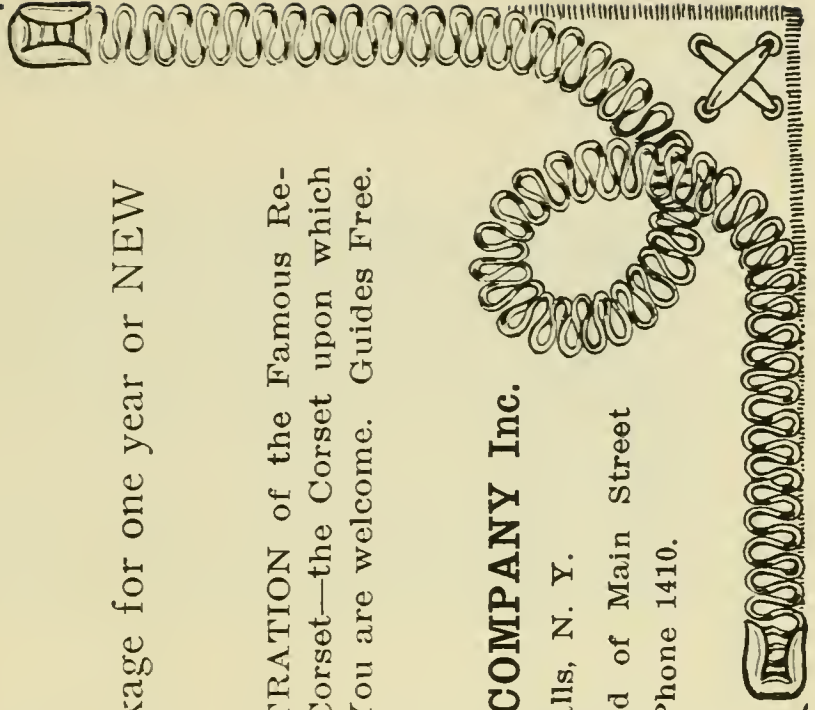 kage for one year or NEW
TRATION of the Famous Re-
Corset—the Corset upon which
You are welcome. Guides Free.
COMPANY Inc.
lls, N. Y.
d of Main Street
Phone 1410.